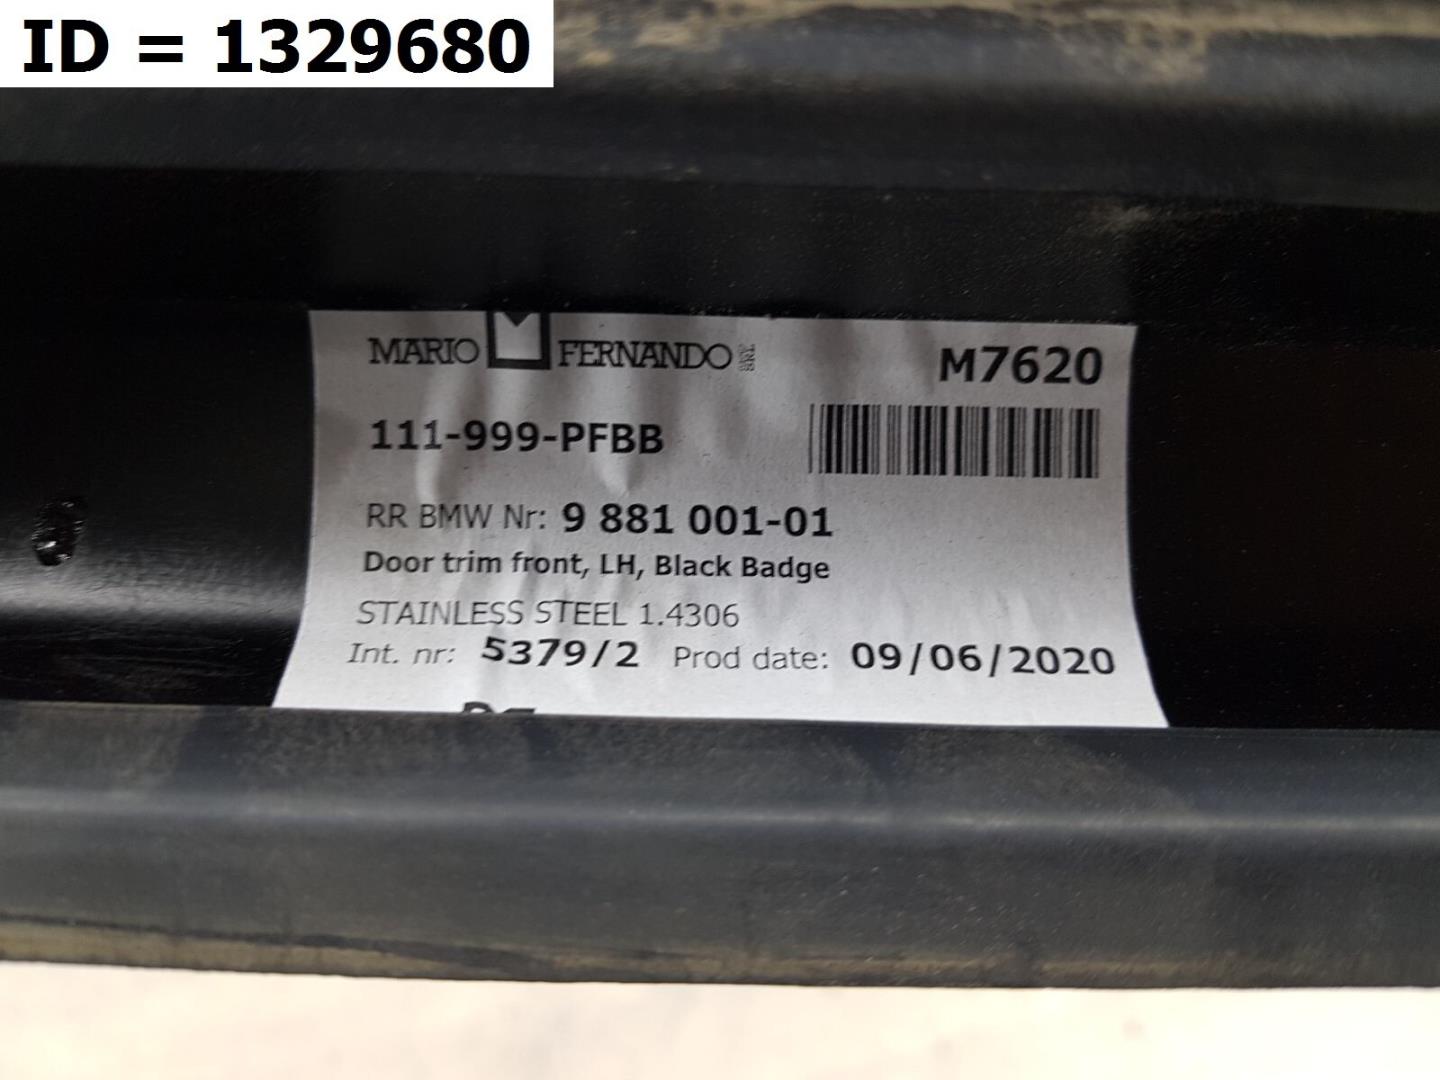 ID = 1329680
MARIO FERNANDO SRL
M7620
111-999-PFBB
RR BMW Nr: 9 881 001-01
Door trim front, LH, Black Badge
STAINLESS STEEL 1.4306
Int. nr: 5379/2 Prod date: 09/06/2020